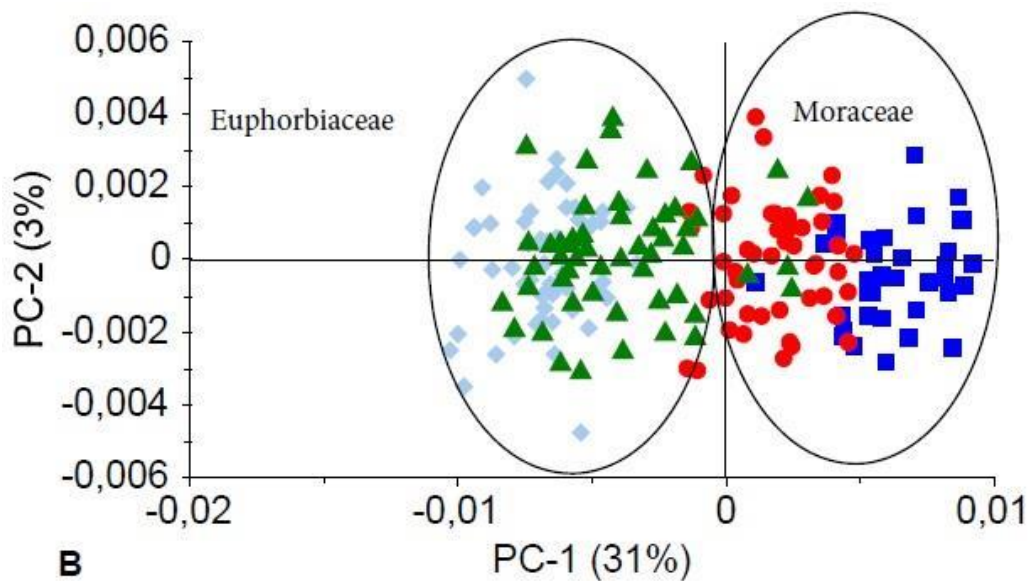 0,006
0,004
0,002
0
-0,002
-0,004
-0,006
PC-2 (3%)
Euphorbiaceae
Moraceae
-0,02
-0,01
0
0,01
PC-1 (31%)
B